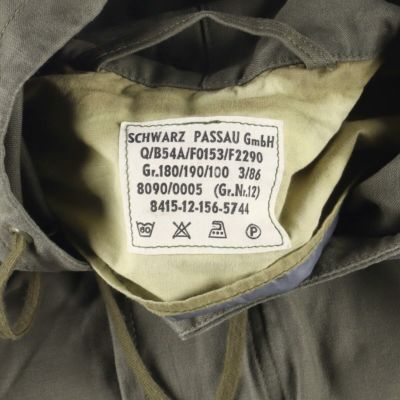 SCHWARZ PASSAU GmbH
Q/B54A/F0153/F2290
Gr.180/190/100 3/86
8090/0005 (Gr.Nr.12)
8415-12-156-5744
60 P